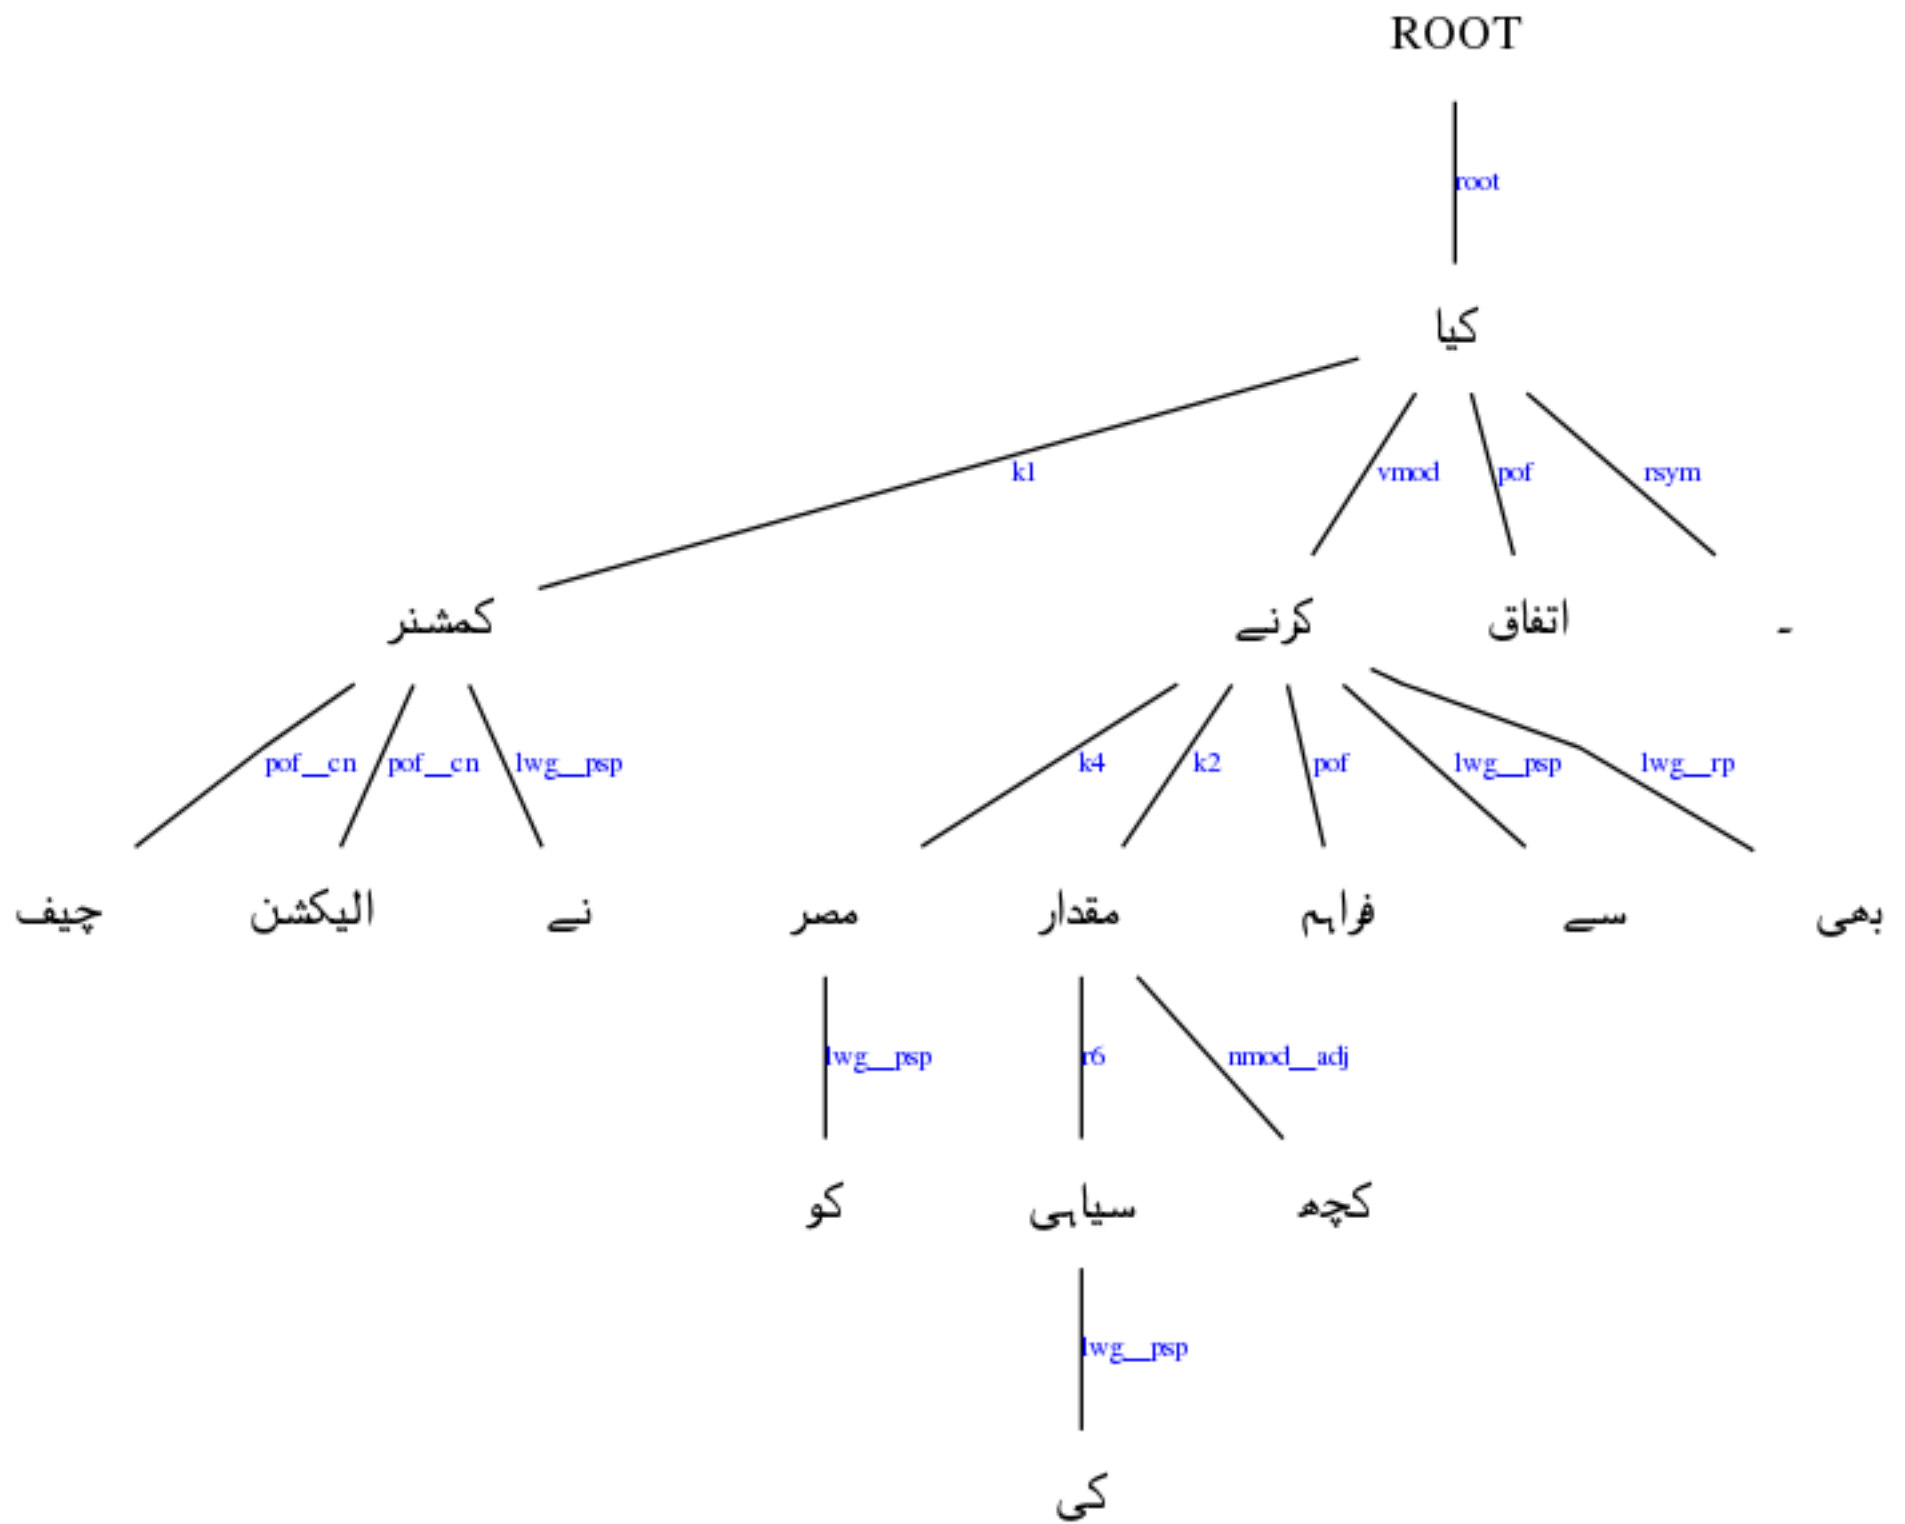 ROOT
root
کیا
k1 vmod pof rsym
کمشنر کرنے اتفاق ۔
pof__cn pof__cn lwg__psp k4 k2 pof lwg__psp lwg__rp
چیف الیکشن نے مصر مقدار فراہم سے بھی
lwg__psp r6 nmod__adj
کو سیاہی کچھ
lwg__psp
کی